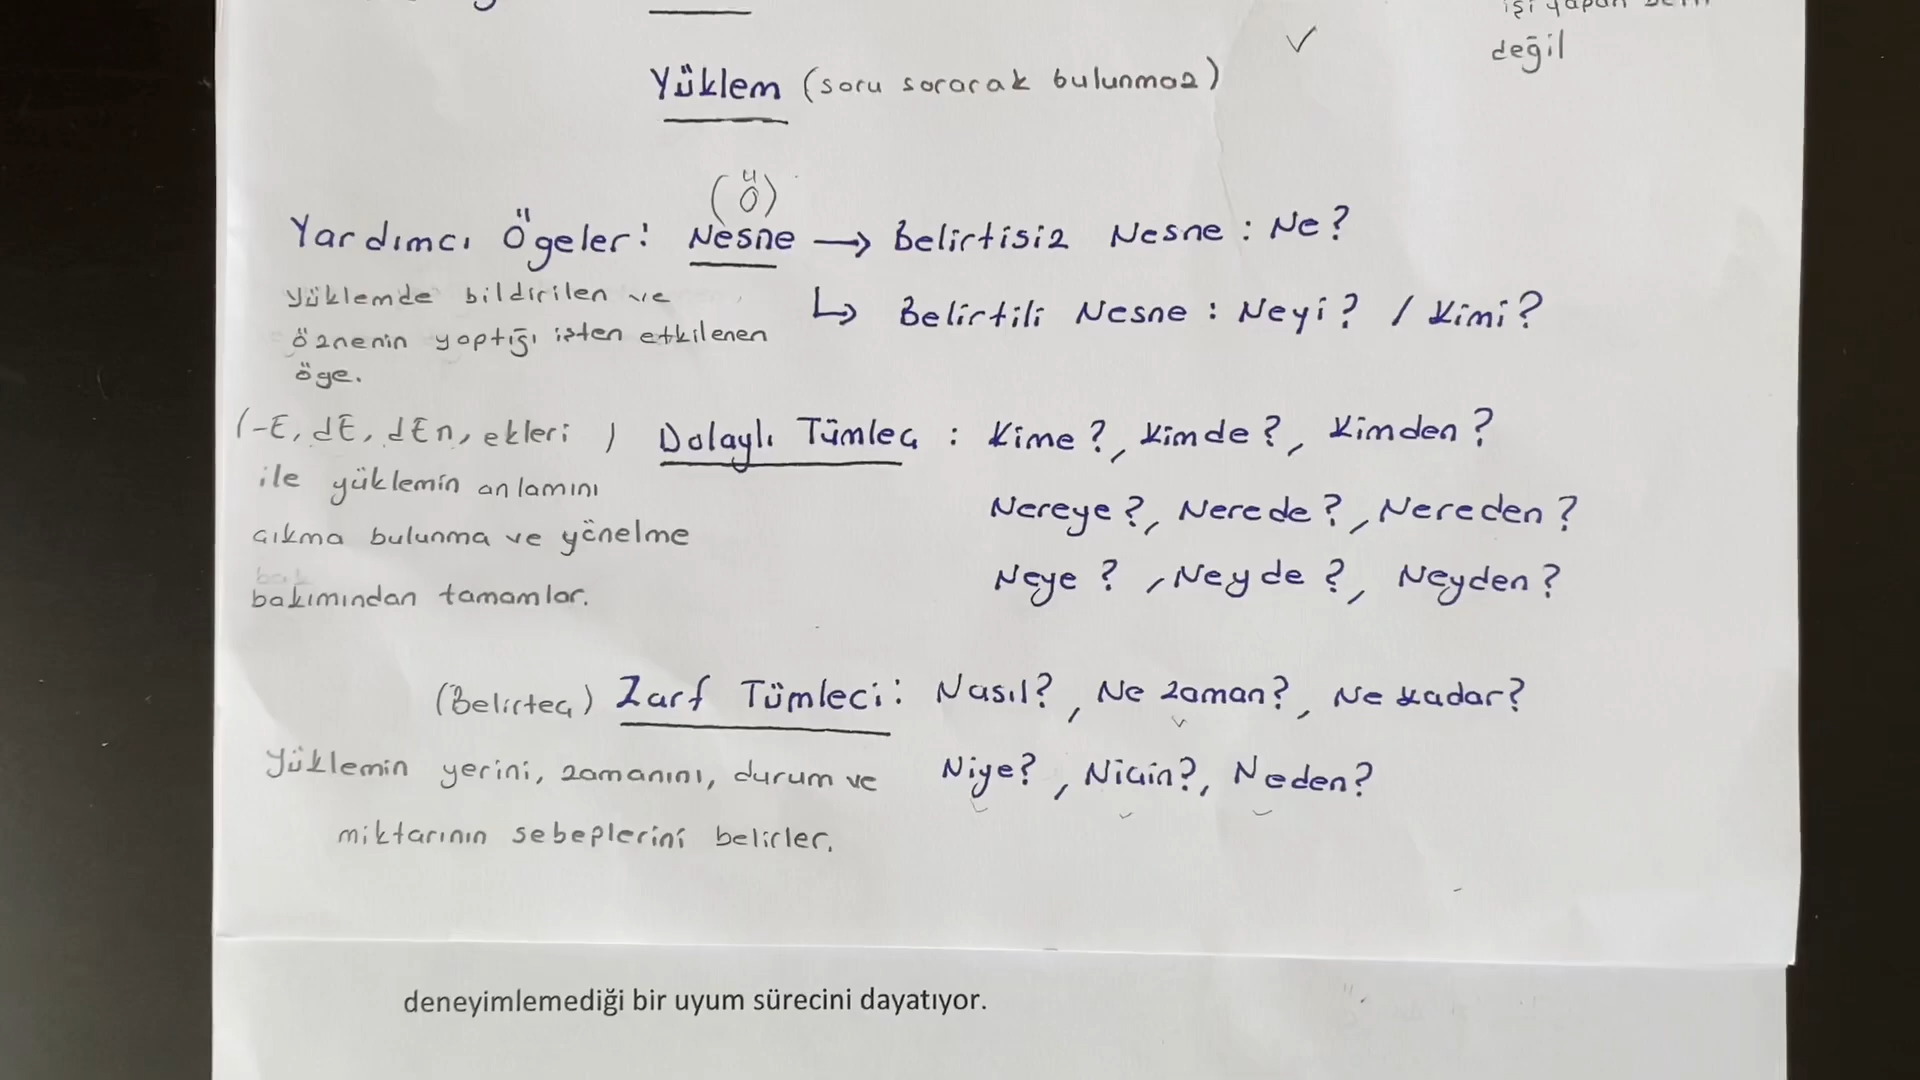 değil
Yüklem (soru sorarak bulunmaz)
(Ö)
Yardımcı Ögeler: Nesne → Belirtisiz Nesne : Ne?
↳ Belirtili Nesne : Neyi? / Kimi?
yüklemde bildirilen ve
öznenin yaptığı işten etkilenen
öge.
(-E, dE, dEn, ekleri) Dolaylı Tümleç : Kime?, Kimde?, Kimden?
ile yüklemin anlamını
Nereye?, Nerede?, Nereden?
çıkma bulunma ve yönelme
Neye?, Neyde?, Neyden?
bakımından tamamlar.
(Belirteç) Zarf Tümleci: Nasıl?, Ne zaman?, Ne kadar?
Yüklemin yerini, zamanını, durum ve
Niye?, Niçin?, Neden?
miktarının sebeplerini belirler.
deneyimlemediği bir uyum sürecini dayatıyor.